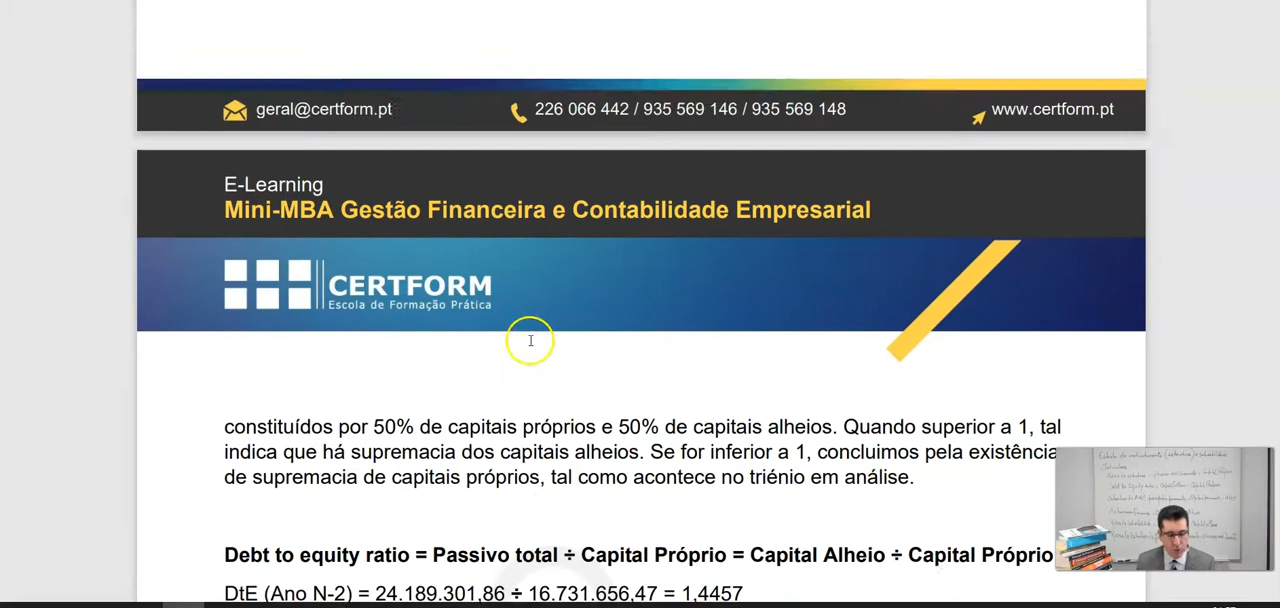 geral@certform.pt
226 066 442 / 935 569 146 / 935 569 148
www.certform.pt
E-Learning
Mini-MBA Gestão Financeira e Contabilidade Empresarial
CERTFORM
Escola de Formação Prática
constituídos por 50% de capitais próprios e 50% de capitais alheios. Quando superior a 1, tal
indica que há supremacia dos capitais alheios. Se for inferior a 1, concluimos pela existência
de supremacia de capitais próprios, tal como acontece no triénio em análise.
Debt to equity ratio = Passivo total ÷ Capital Próprio = Capital Alheio ÷ Capital Próprio
DtE (Ano N-2) = 24.189.301,86 ÷ 16.731.656,47 = 1,4457